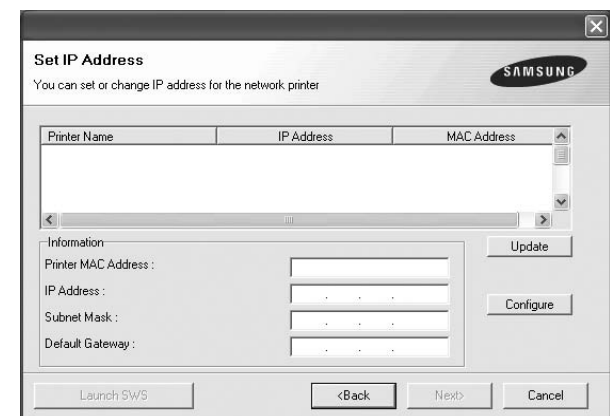 Set IP Address
You can set or change IP address for the network printer
SAMSUNG
Printer Name IP Address MAC Address
Information
Update
Printer MAC Address :
IP Address : . . .
Configure
Subnet Mask : . . .
Default Gateway : . . .
Launch SWS <Back Next> Cancel